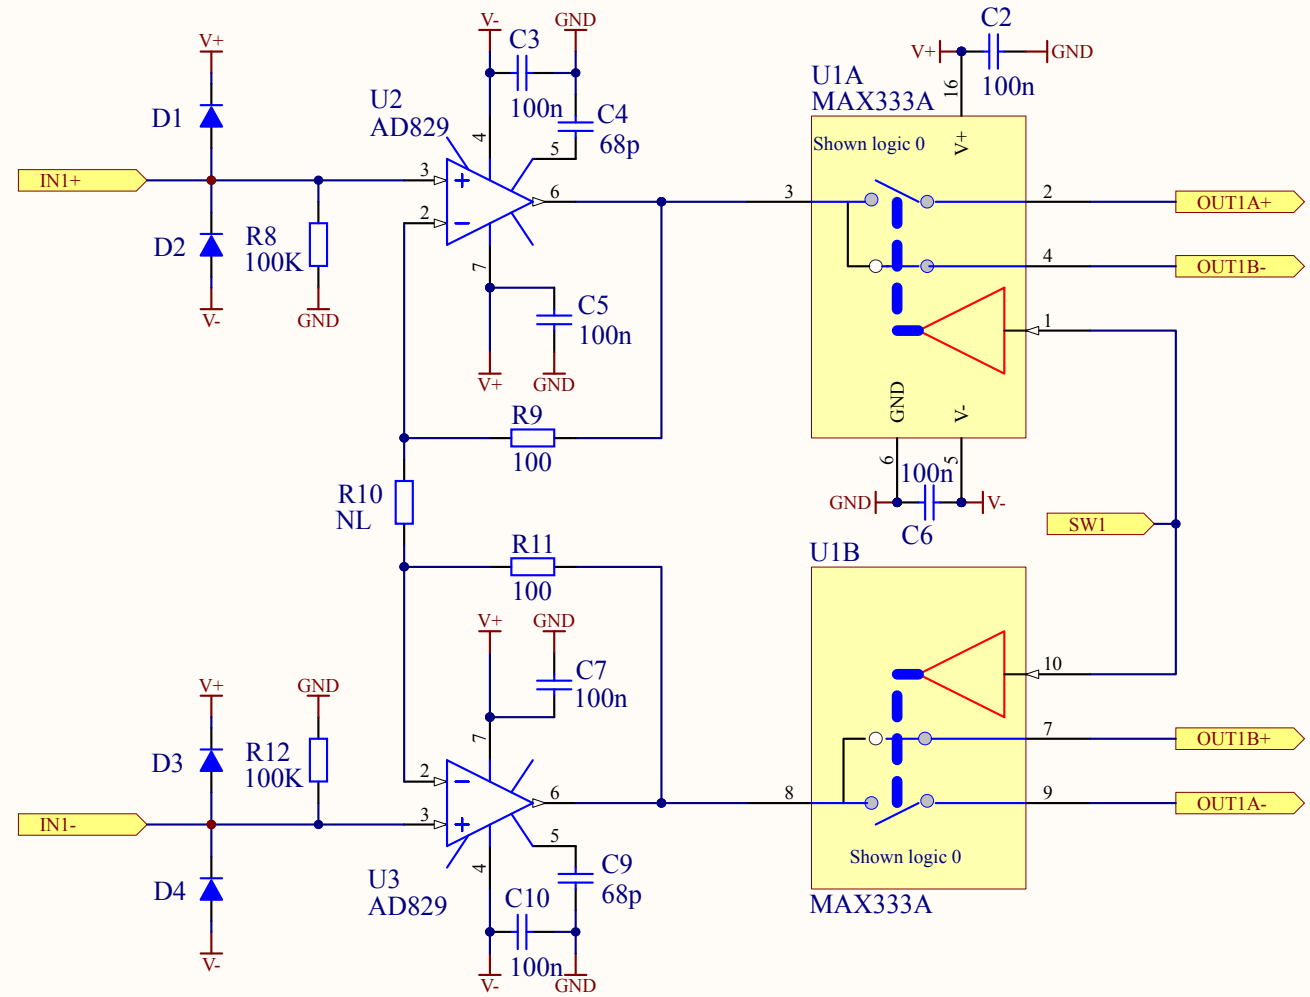 V-
GND
C3
100n
C4
68p
4
5
U2
AD829
V+
D1
IN1+
D2
V-
R8
100K
GND
3
2
6
7
C5
100n
V+
GND
R9
100
R10
NL
R11
100
C2
V+
GND
100n
16
U1A
MAX333A
Shown logic 0
V+
3
2
OUT1A+
4
OUT1B-
1
GND
V-
6
5
100n
GND
V-
C6
SW1
U1B
V+
GND
C7
100n
7
V+
GND
D3
R12
100K
IN1-
D4
V-
2
3
6
5
4
U3
AD829
C9
68p
C10
100n
V-
GND
10
7
OUT1B+
8
9
OUT1A-
Shown logic 0
MAX333A